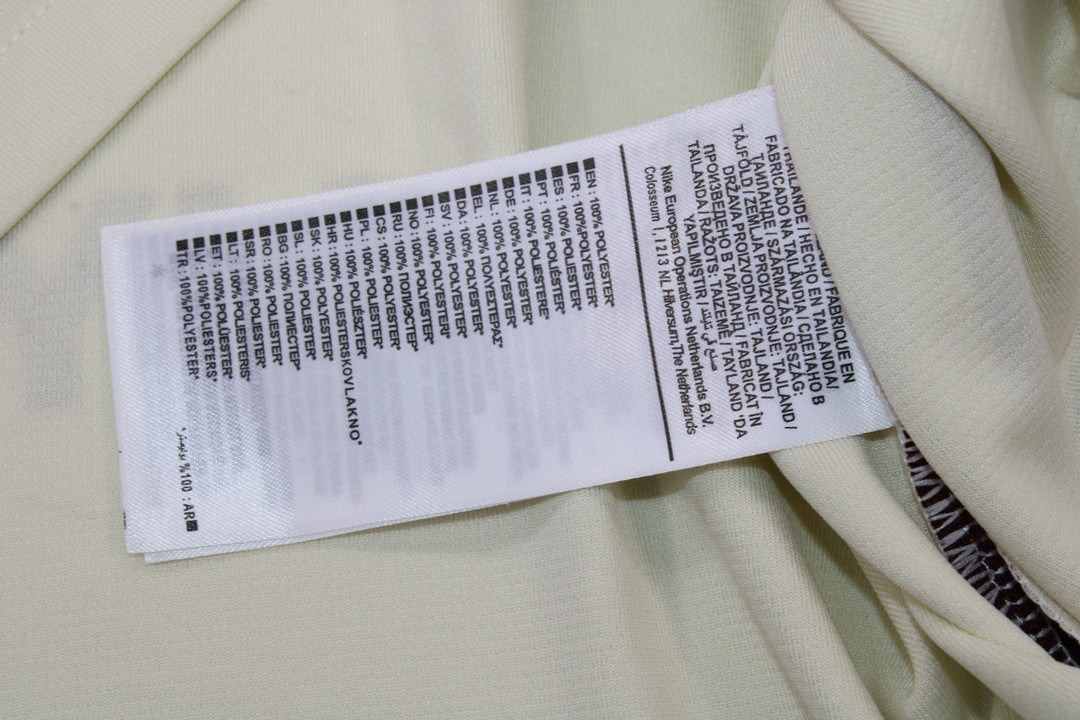 FABRIQUE EN
HECHO EN TAILANDIA/
FABRICADO NA TAILÂNDIA / СДЕЛАНО В
ТАИЛАНДЕ / SZÁRMAZÁSI ORSZÁG:
TÁJFÖLD / ZEMLJA PROIZVODNJE: TAJLAND /
DRŽAVA PROIZVODNJE: TAJLAND /
ПРОИЗВЕДЕНО В ТАЙЛАНД / FABRICAT ÎN
TAILANDA / RAŽOTS: TAIZEMĒ / TAYLAND 'DA
YAPILMIŞTIR / صنع في تايلند
Nike European Operations Netherlands B.V.
Colosseum 1, 1213 NL Hilversum, The Netherlands
EN : 100% POLYESTER*
FR : 100%POLYESTER*
ES : 100% POLIESTER*
PT : 100% POLIÉSTER*
IT : 100% POLIESTERE*
DE : 100% POLYESTER*
NL : 100% POLYESTER*
EL : 100% ΠΟΛΥΕΣΤΕΡΑΣ*
DA : 100% POLYESTER*
SV : 100% POLYESTER*
FI : 100% POLYESTERI*
NO : 100% POLYESTER*
RU : 100% ПОЛИЭСТЕР*
CS : 100% POLYESTER*
PL : 100% POLIESTER*
HU : 100% POLIÉSZTER*
HR : 100% POLIESTERSKOVLAKNO*
SK : 100% POLYESTER*
SL : 100% POLIESTER*
BG : 100% ПОЛИЕСТЕР*
RO : 100% POLIESTER*
SR : 100% POLIESTER*
LT : 100% POLIESTERIS*
ET : 100% POLÜESTER*
LV : 100% POLIESTERS*
TR : 100%POLYESTER*
AR: 100% بوليستر*